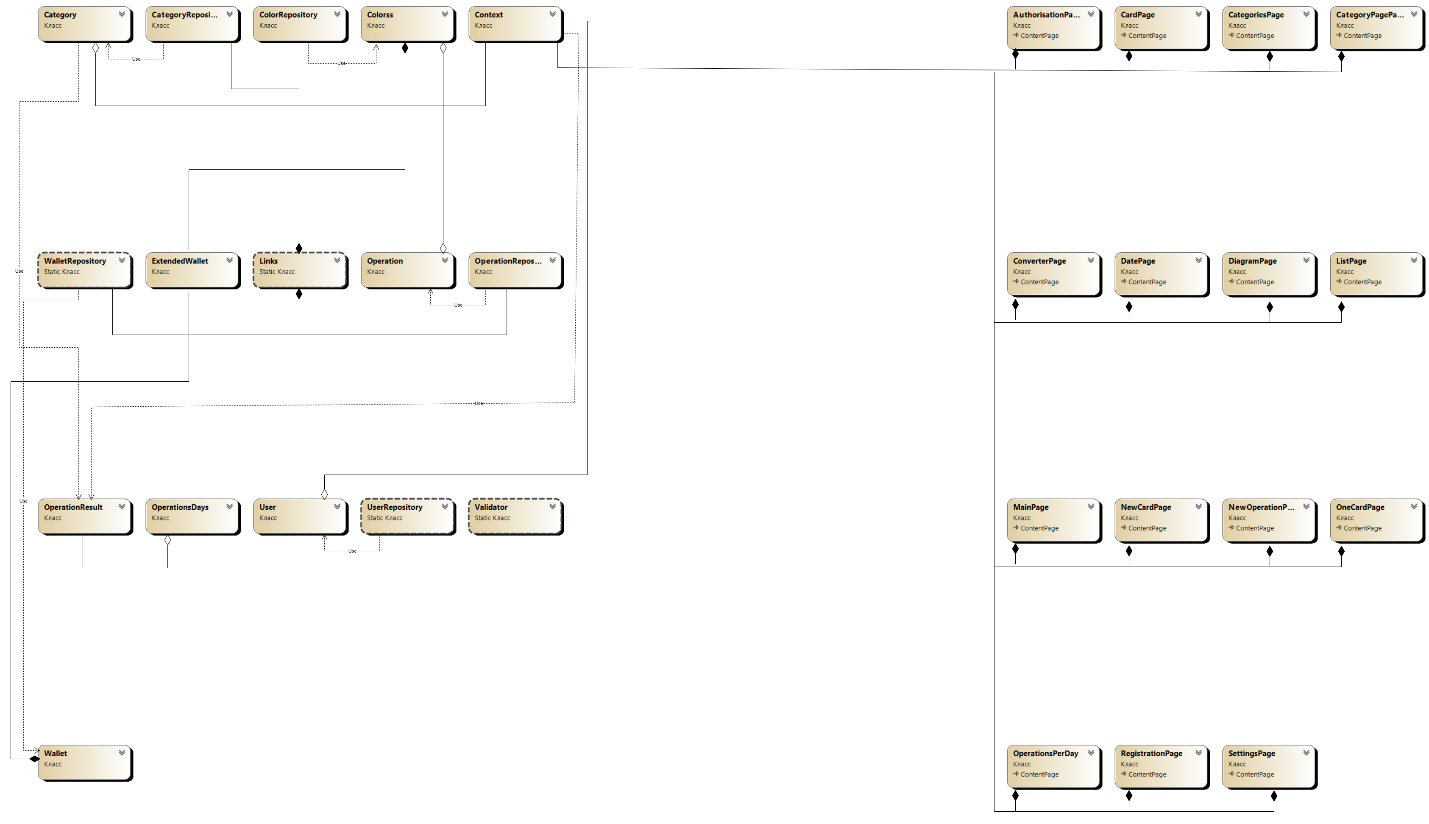 Category
Класс
CategoryReposi...
Класс
ColorRepository
Класс
Colorss
Класс
Context
Класс
AuthorisationPa...
Класс
ContentPage
CardPage
Класс
ContentPage
CategoriesPage
Класс
ContentPage
CategoryPagePa...
Класс
ContentPage
Use
Use
WalletRepository
Static Класс
ExtendedWallet
Класс
Links
Static Класс
Operation
Класс
OperationRepos...
Класс
ConverterPage
Класс
ContentPage
DatePage
Класс
ContentPage
DiagramPage
Класс
ContentPage
ListPage
Класс
ContentPage
Use
Use
Use
OperationResult
Класс
OperationsDays
Класс
User
Класс
UserRepository
Static Класс
Validator
Static Класс
MainPage
Класс
ContentPage
NewCardPage
Класс
ContentPage
NewOperationP...
Класс
ContentPage
OneCardPage
Класс
ContentPage
Use
Use
Wallet
Класс
OperationsPerDay
Класс
ContentPage
RegistrationPage
Класс
ContentPage
SettingsPage
Класс
ContentPage